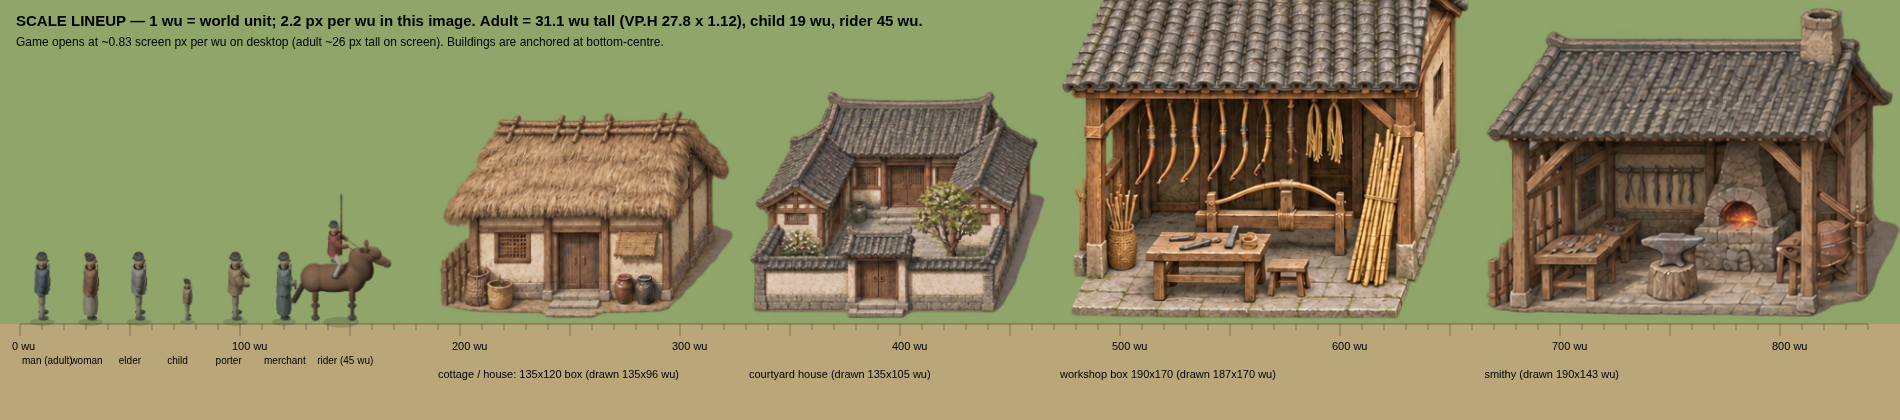 SCALE LINEUP — 1 wu = world unit; 2.2 px per wu in this image. Adult = 31.1 wu tall (VP.H 27.8 x 1.12), child 19 wu, rider 45 wu.
Game opens at ~0.83 screen px per wu on desktop (adult ~26 px tall on screen). Buildings are anchored at bottom-centre.
0 wu 100 wu 200 wu 300 wu 400 wu 500 wu 600 wu 700 wu 800 wu
man (adult) woman elder child porter merchant rider (45 wu)
cottage / house: 135x120 box (drawn 135x96 wu) courtyard house (drawn 135x105 wu) workshop box 190x170 (drawn 187x170 wu) smithy (drawn 190x143 wu)